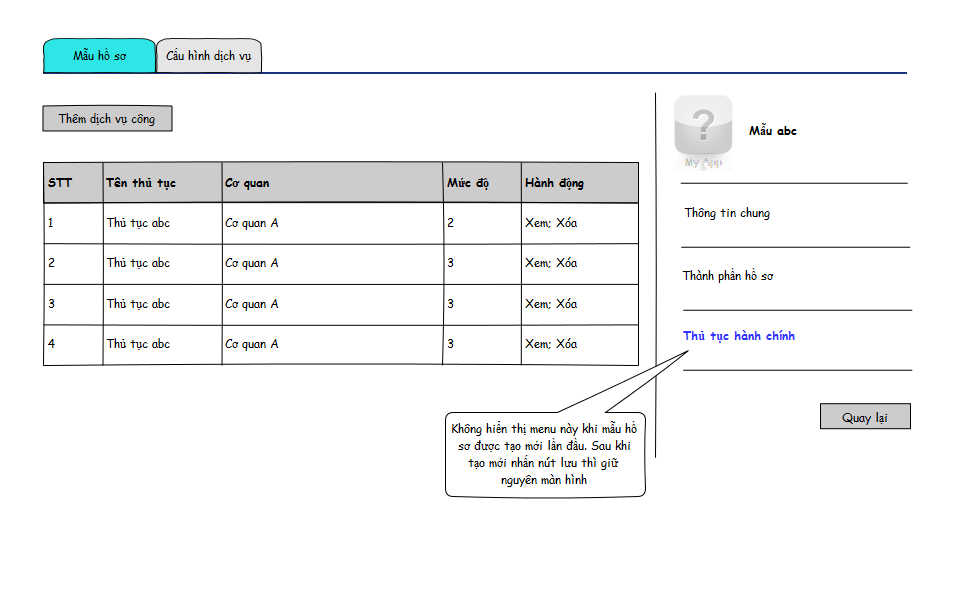 Mẫu hồ sơ
Cấu hình dịch vụ
Thêm dịch vụ công
STT Tên thủ tục Cơ quan Mức độ Hành động
1 Thủ tục abc Cơ quan A 2 Xem; Xóa
2 Thủ tục abc Cơ quan A 3 Xem; Xóa
3 Thủ tục abc Cơ quan A 3 Xem; Xóa
4 Thủ tục abc Cơ quan A 3 Xem; Xóa
?
My App
Mẫu abc
Thông tin chung
Thành phần hồ sơ
Thủ tục hành chính
Quay lại
Không hiển thị menu này khi mẫu hồ
sơ được tạo mới lần đầu. Sau khi
tạo mới nhấn nút lưu thì giữ
nguyên màn hình